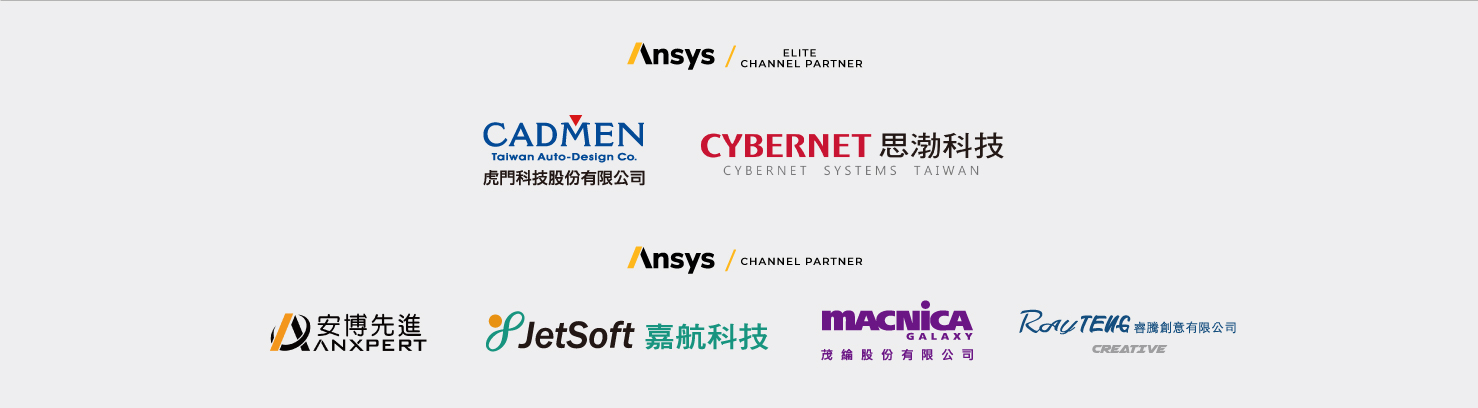 Ansys / ELITE
CHANNEL PARTNER
CADMEN
Taiwan Auto-Design Co.
虎門科技股份有限公司
CYBERNET 思渤科技
CYBERNET SYSTEMS TAIWAN
Ansys / CHANNEL PARTNER
安博先進
ANXPERT
JetSoft 嘉航科技
MACNICA
GALAXY
茂綸股份有限公司
RAYTENG 睿騰創意有限公司
CREATIVE